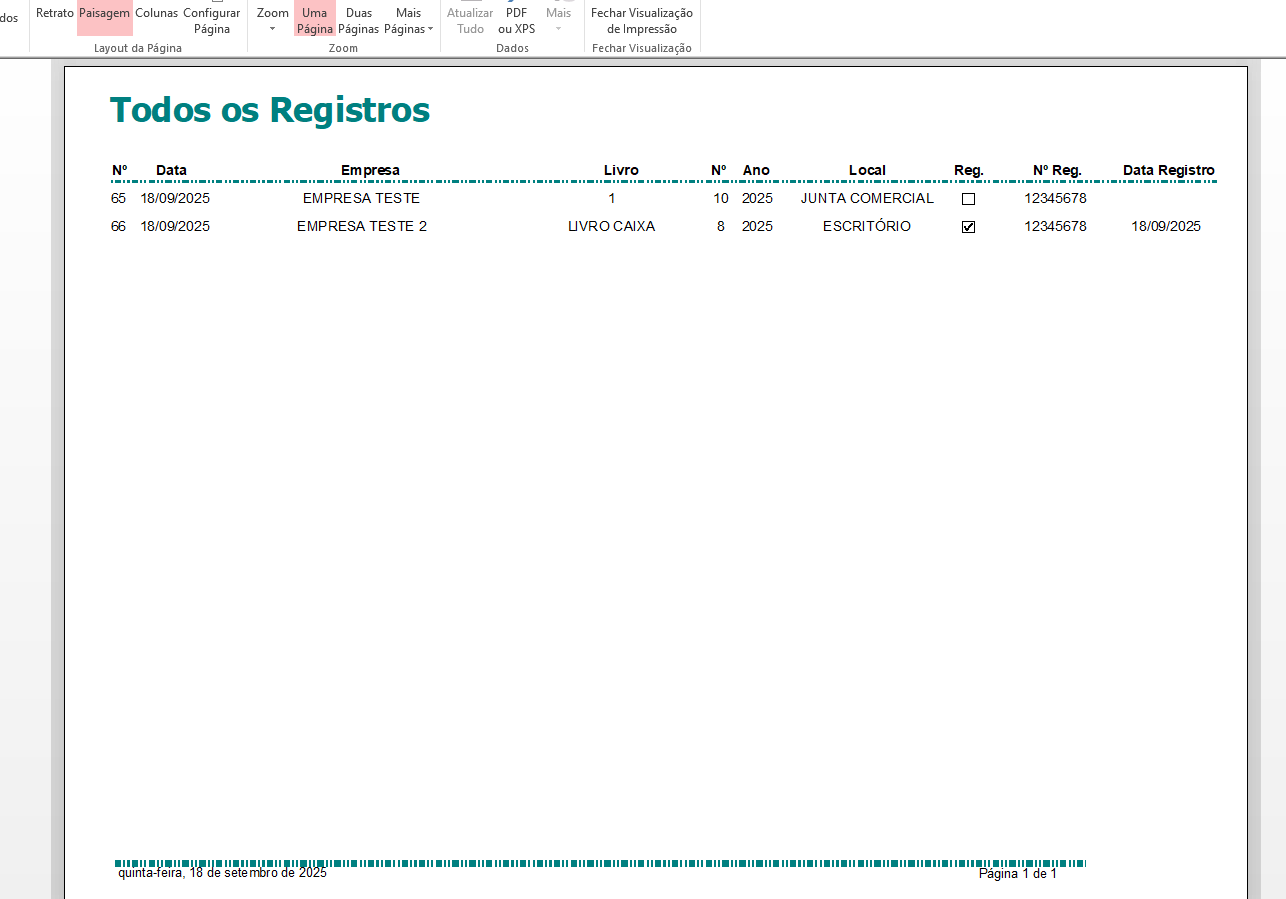 dos
Retrato Paisagem Colunas Configurar Página
Layout da Página
Zoom Uma Página Duas Páginas Mais Páginas
Zoom
Atualizar Tudo PDF ou XPS Mais
Dados
Fechar Visualização de Impressão
Fechar Visualização
Todos os Registros
Nº Data Empresa Livro Nº Ano Local Reg. Nº Reg. Data Registro
65 18/09/2025 EMPRESA TESTE 1 10 2025 JUNTA COMERCIAL 12345678
66 18/09/2025 EMPRESA TESTE 2 LIVRO CAIXA 8 2025 ESCRITÓRIO 12345678 18/09/2025
quinta-feira, 18 de setembro de 2025 Página 1 de 1